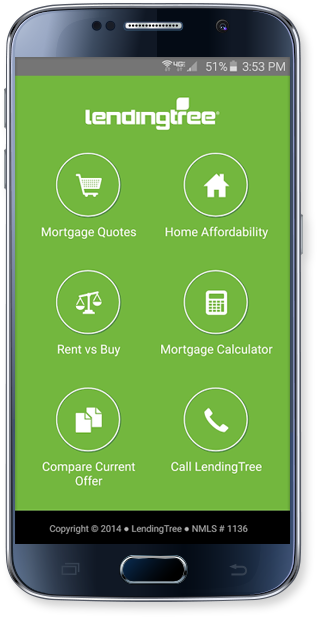 51% 3:53 PM
lendingtree®
Mortgage Quotes
Home Affordability
Rent vs Buy
Mortgage Calculator
Compare Current
Offer
Call LendingTree
Copyright © 2014 ● LendingTree ● NMLS # 1136